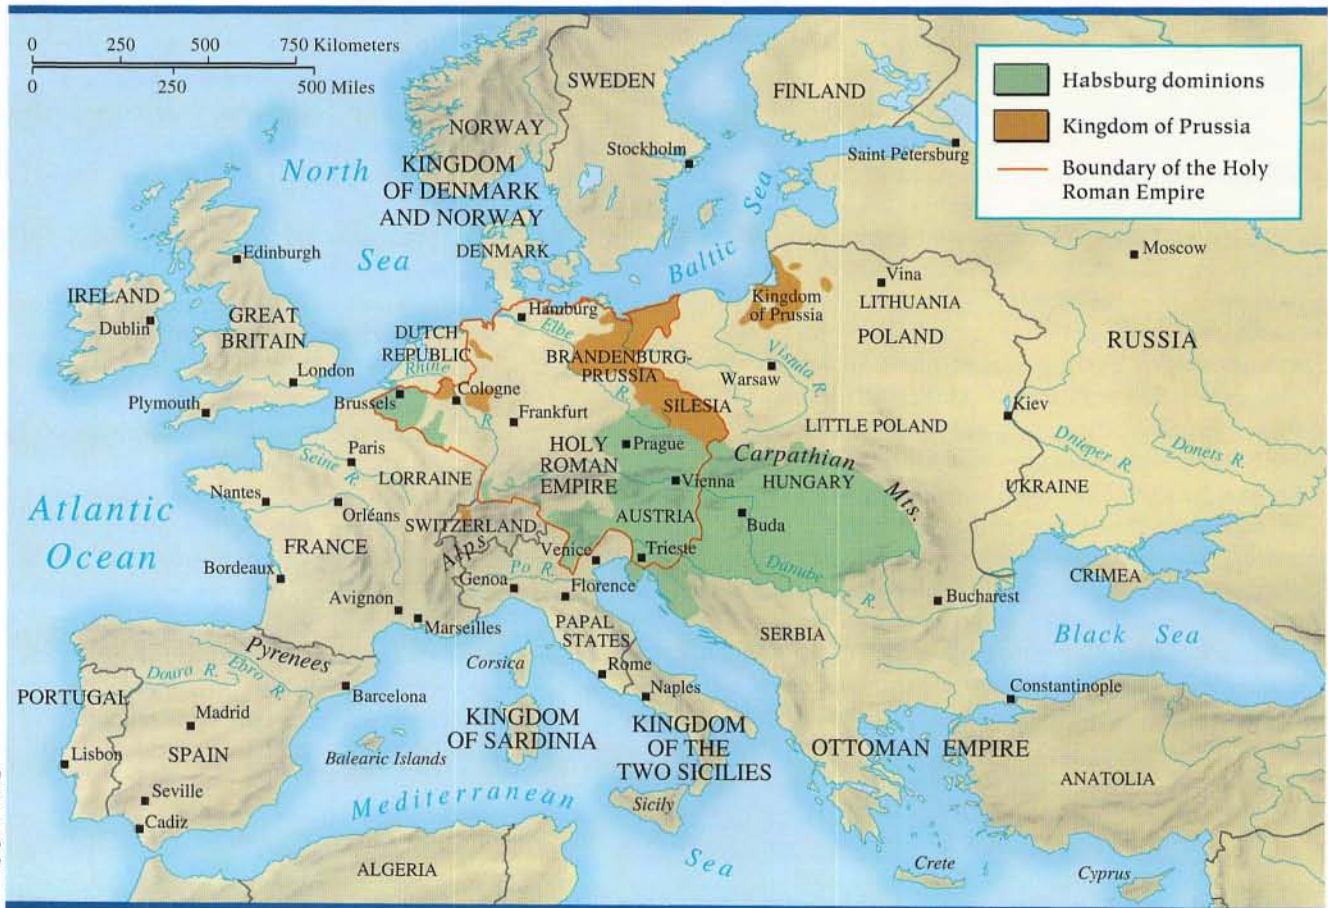 0 250 500 750 Kilometers
0 250 500 Miles
Habsburg dominions
Kingdom of Prussia
Boundary of the Holy
Roman Empire
SWEDEN
FINLAND
NORWAY
Stockholm
Saint Petersburg
North
Sea
KINGDOM
OF DENMARK
AND NORWAY
DENMARK
Baltic
Sea
Moscow
Edinburgh
IRELAND
Dublin
GREAT
BRITAIN
London
Plymouth
DUTCH
REPUBLIC
Rhine
R.
Hamburg
Elbe
R.
BRANDENBURG-
PRUSSIA
Kingdom
of Prussia
Vina
LITHUANIA
POLAND
RUSSIA
Vistula R.
Warsaw
Brussels
Cologne
Frankfurt
SILESIA
LITTLE POLAND
Kiev
Dnieper R.
Donets R.
UKRAINE
Paris
Seine R.
LORRAINE
HOLY
ROMAN
EMPIRE
Prague
Carpathian
Mts.
HUNGARY
Vienna
Atlantic
Ocean
Nantes
Orléans
SWITZERLAND
AUSTRIA
Buda
FRANCE
Alps
Venice
Trieste
Danube
R.
Bordeaux
Po R.
Genoa
Florence
Bucharest
CRIMEA
Avignon
Marseilles
PAPAL
STATES
SERBIA
Black Sea
Pyrenees
Corsica
Rome
Douro R.
Ebro R.
PORTUGAL
Barcelona
Naples
Constantinople
Madrid
SPAIN
KINGDOM
OF SARDINIA
KINGDOM
OF THE
TWO SICILIES
OTTOMAN EMPIRE
Lisbon
Balearic Islands
ANATOLIA
Seville
Cadiz
Mediterranean
Sea
Sicily
ALGERIA
Crete
Cyprus